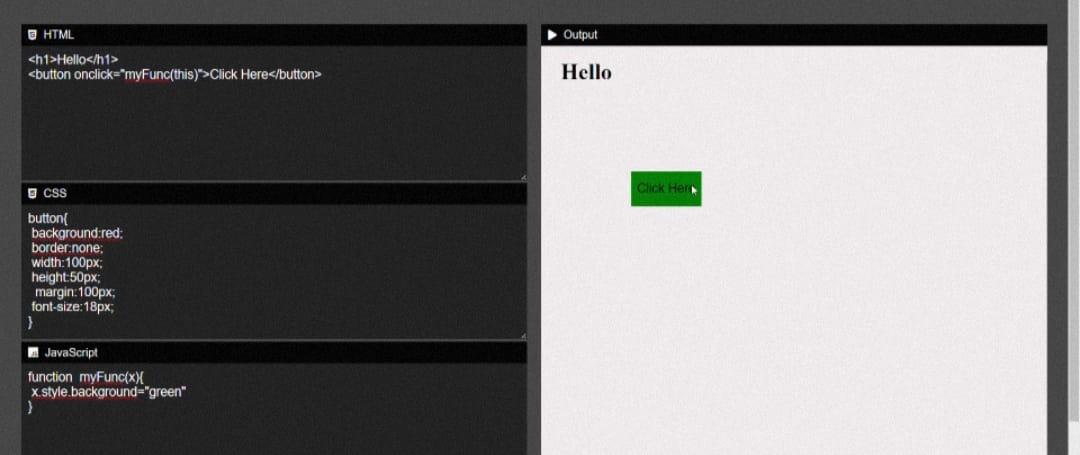 HTML
<h1>Hello</h1>
<button onclick="myFunc(this)">Click Here</button>
CSS
button{
background:red;
border:none;
width:100px;
height:50px;
margin:100px;
font-size:18px;
}
JavaScript
function myFunc(x){
x.style.background="green"
}
Output
Hello
Click Here